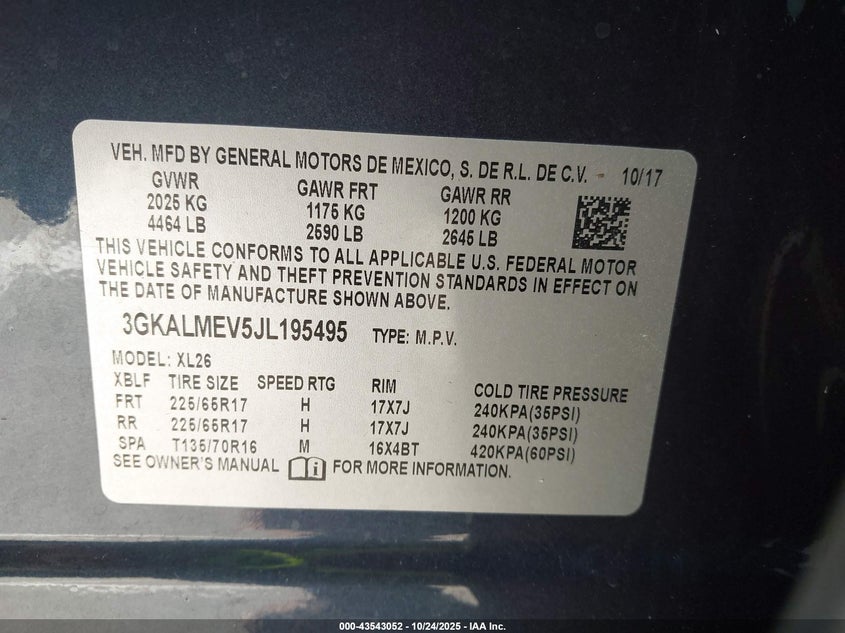 VEH. MFD BY GENERAL MOTORS DE MEXICO, S. DE R.L. DE C.V. - 10/17
GVWR GAWR FRT GAWR RR
2025 KG 1175 KG 1200 KG
4464 LB 2590 LB 2645 LB
THIS VEHICLE CONFORMS TO ALL APPLICABLE U.S. FEDERAL MOTOR
VEHICLE SAFETY AND THEFT PREVENTION STANDARDS IN EFFECT ON
THE DATE OF MANUFACTURE SHOWN ABOVE.
3GKALMEV5JL195495 TYPE: M.P.V.
MODEL: XL26
XBLF TIRE SIZE SPEED RTG RIM COLD TIRE PRESSURE
FRT 225/65R17 H 17X7J 240KPA(35PSI)
RR 225/65R17 H 17X7J 240KPA(35PSI)
SPA T135/70R16 M 16X4BT 420KPA(60PSI)
SEE OWNER'S MANUAL FOR MORE INFORMATION.
000-43543052 - 10/24/2025 - IAA Inc.